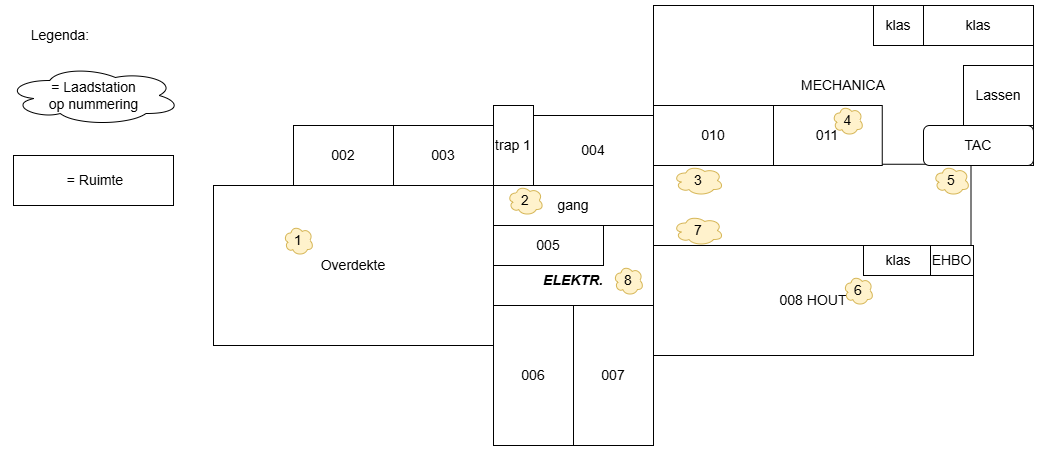 Legenda:
= Laadstation
op nummering
= Ruimte
klas
klas
MECHANICA
Lassen
010
011
4
TAC
trap 1
004
002
003
3
5
2
gang
7
1
Overdekte
005
klas
EHBO
ELEKTR.
8
008 HOUT
6
006
007